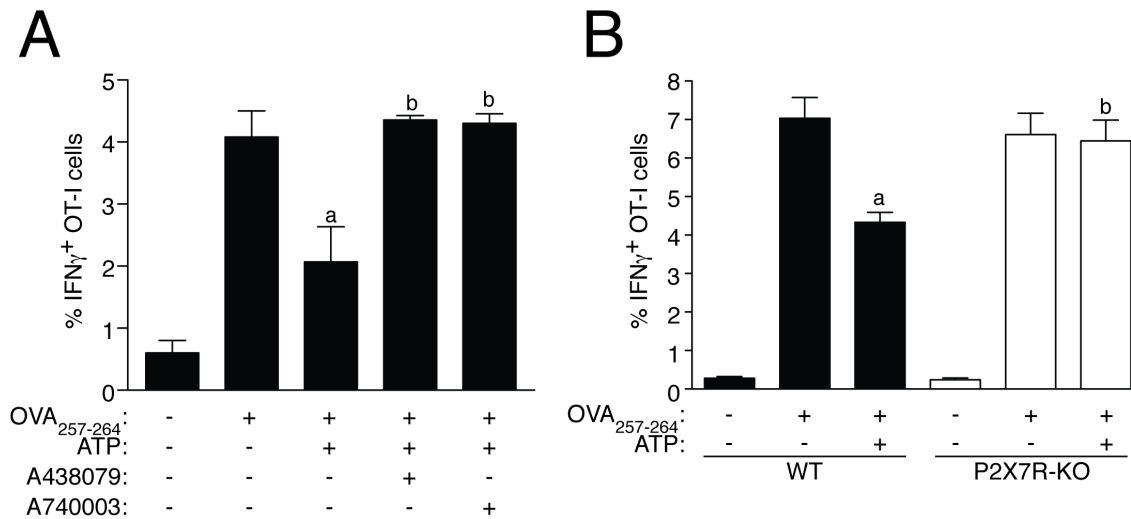 A
B
% IFNγ+ OT-I cells
5
4
3
2
1
0
a
b
b
OVA257-264: - + + + +
ATP: - - + + +
A438079: - - - + -
A740003: - - - - +
% IFNγ+ OT-I cells
8
7
6
5
4
3
2
1
0
a
b
OVA257-264: - + + - + +
ATP: - - + - - +
WT P2X7R-KO